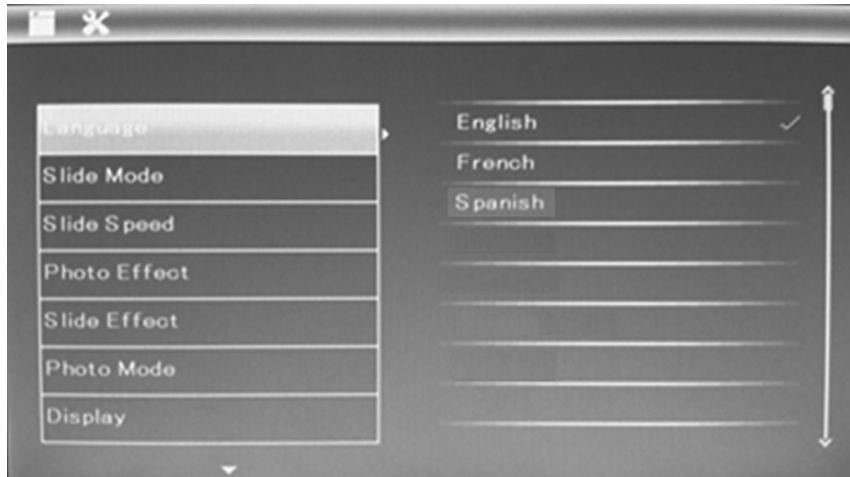 Language
Slide Mode
Slide Speed
Photo Effect
Slide Effect
Photo Mode
Display
English
French
Spanish